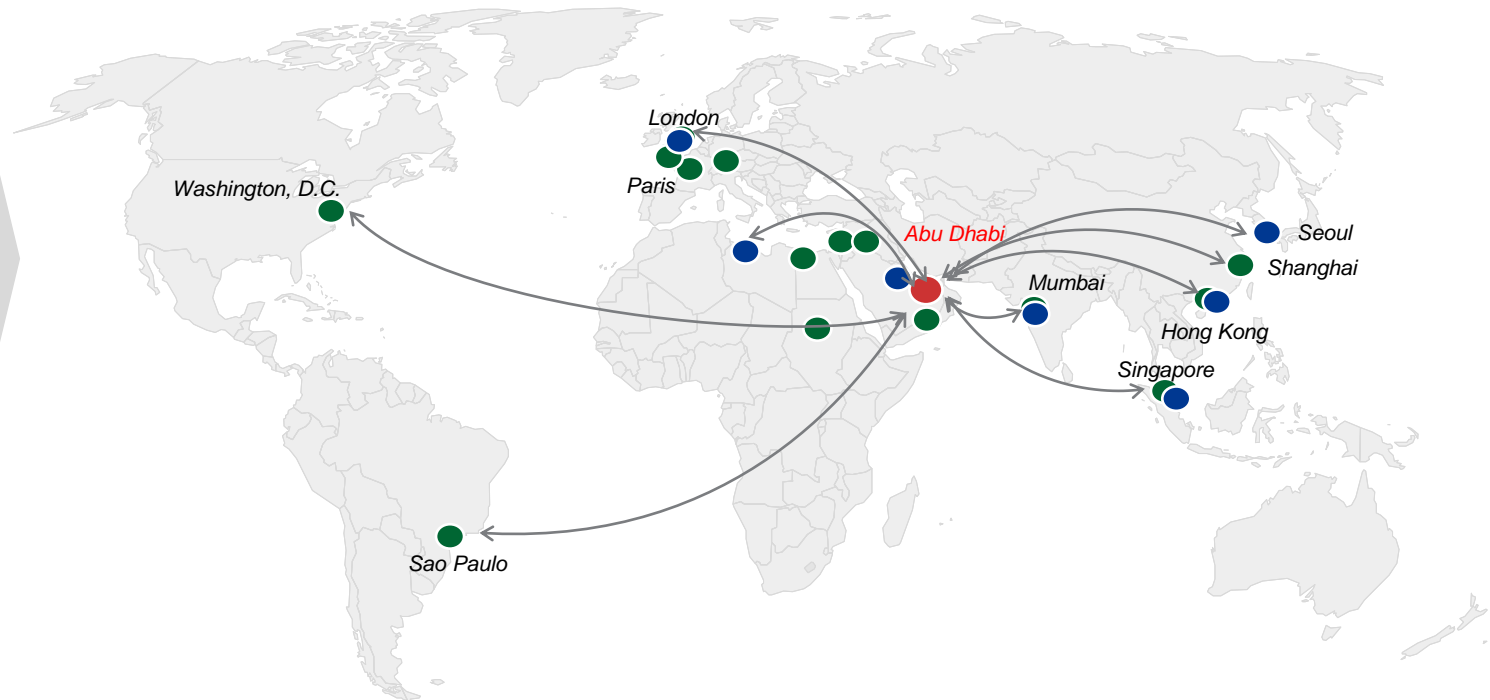 London
Washington, D.C.
Paris
Abu Dhabi
Seoul
Shanghai
Mumbai
Hong Kong
Singapore
Sao Paulo